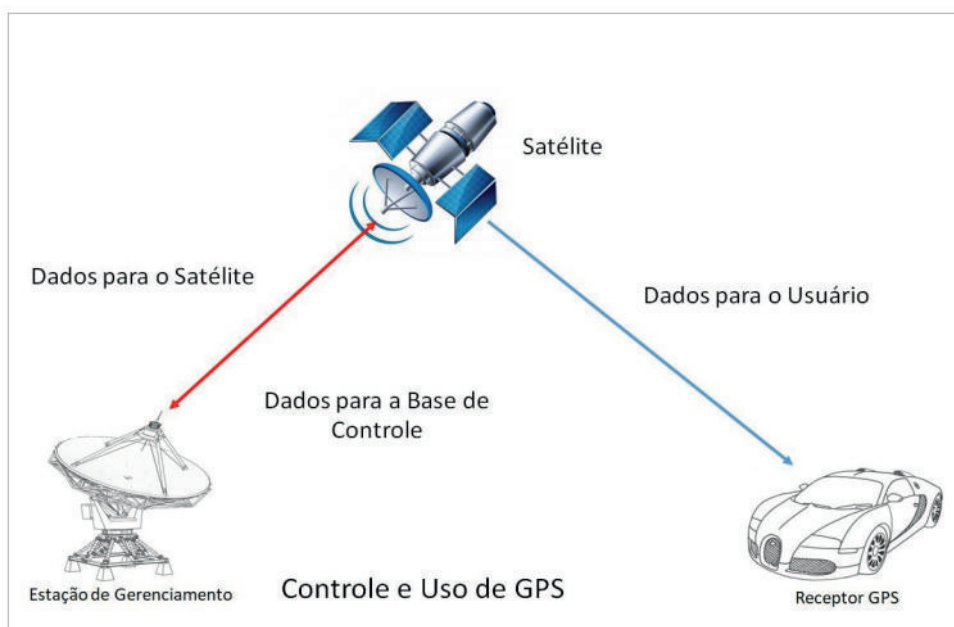 Satélite
Dados para o Satélite
Dados para o Usuário
Dados para a Base de
Controle
Estação de Gerenciamento
Controle e Uso de GPS
Receptor GPS